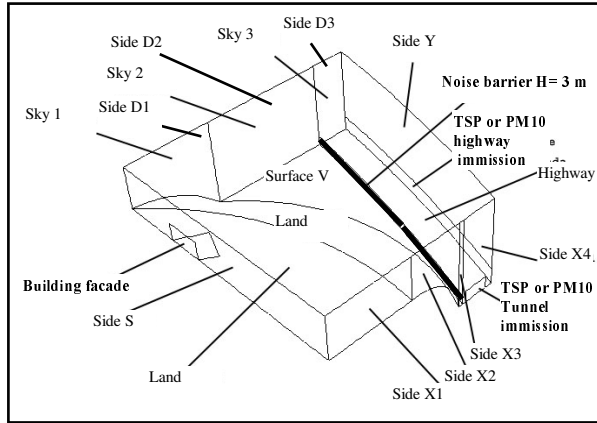 Side D3
Side D2
Sky 3
Side Y
Sky 2
Noise barrier H= 3 m
Side D1
Sky 1
TSP or PM10
highway
immission
Highway
Surface V
Land
Side X4
Building facade
TSP or PM10
Tunnel
immission
Side S
Side X3
Side X2
Land
Side X1